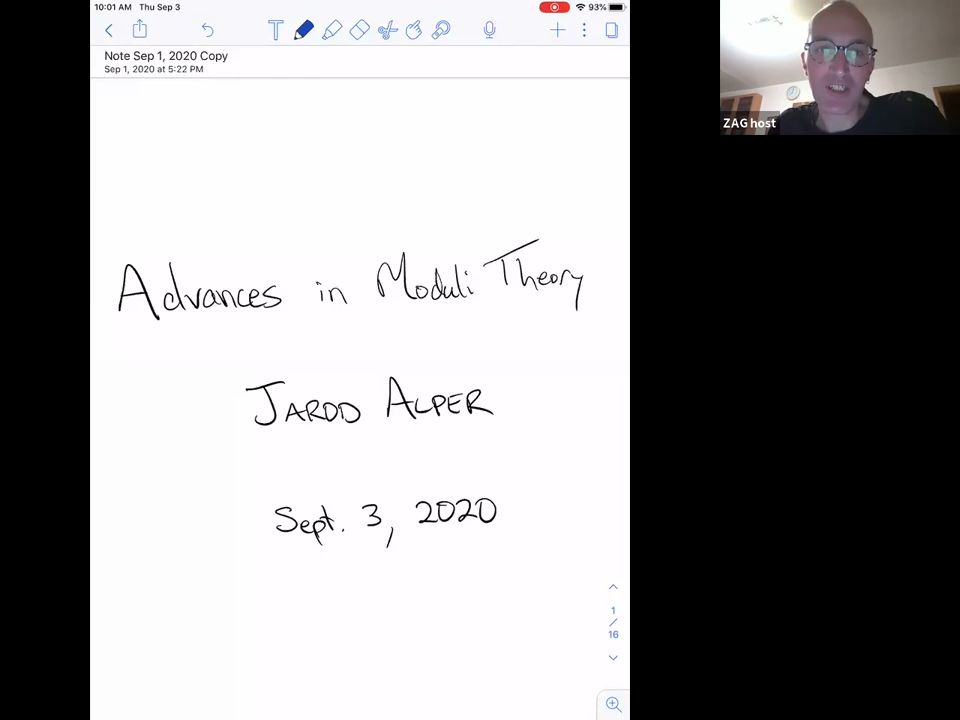 10:01 AM Thu Sep 3
93%
T
Note Sep 1, 2020 Copy
Sep 1, 2020 at 5:22 PM
ZAG host
Advances in Moduli Theory
JAROD ALPER
Sept. 3, 2020
1
/
16